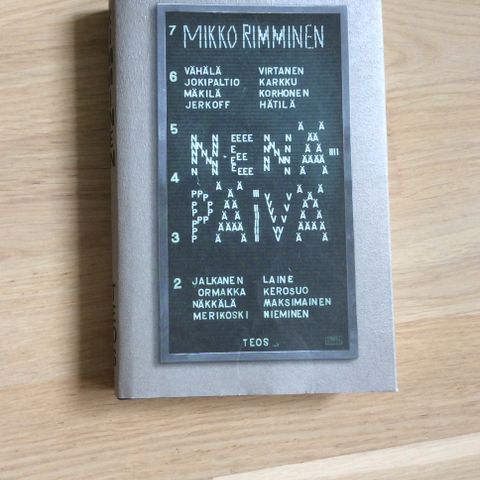 7 MIKKO RIMMINEN
6 VÄHÄLÄ VIRTANEN
JOKIPALTIO KARKKU
MÄKILÄ KORHONEN
JERKOFF HÄTILÄ
5
NENÄ-
4
PÄIVÄ
3
2 JALKANEN LAINE
ORMAKKA KEROSUO
NÄKKÄLÄ MAKSIMAINEN
MERIKOSKI NIEMINEN
TEOS